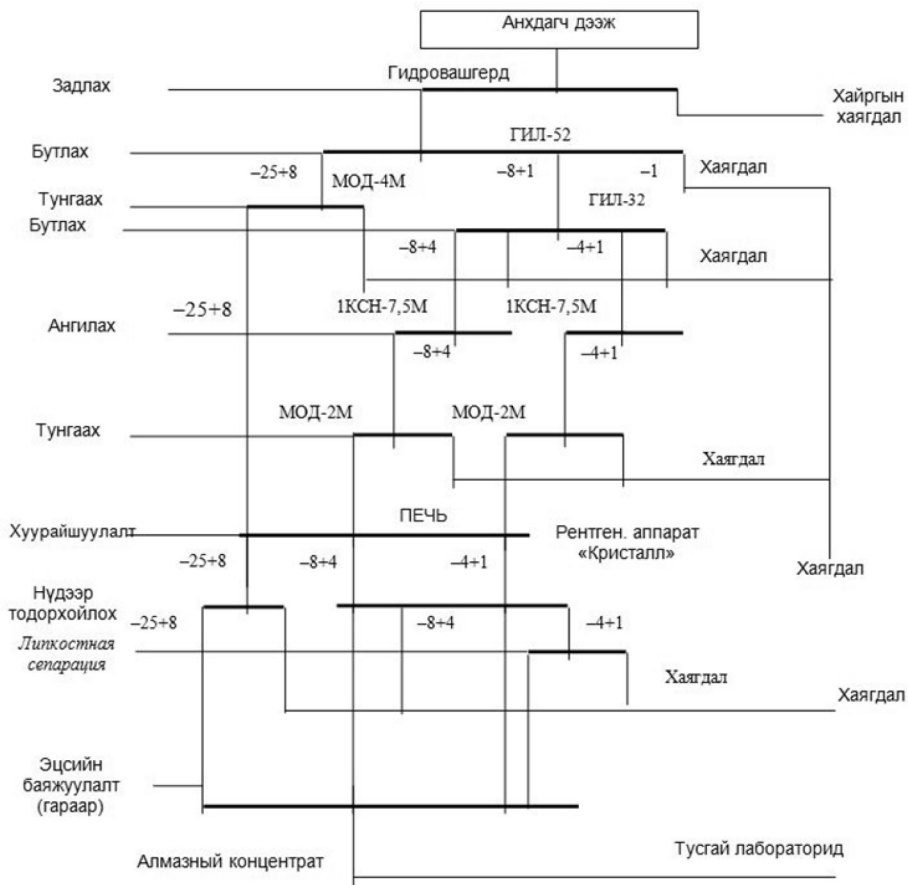 Анхдагч дээж
Гидровашгерд
Задлах
Хайргын
хаягдал
ГИЛ-52
Бутлах
−25+8
МОД-4М
−8+1
−1
Хаягдал
Тунгаах
ГИЛ-32
Бутлах
−8+4
−4+1
Хаягдал
−25+8
1КСН-7,5М
1КСН-7,5М
Ангилах
−8+4
−4+1
МОД-2М
МОД-2М
Тунгаах
Хаягдал
ПЕЧЬ
Хуурайшуулалт
Рентген. аппарат
«Кристалл»
−25+8
−8+4
−4+1
Хаягдал
Нүдээр
тодорхойлох
−25+8
−8+4
−4+1
Липкостная
сепарация
Хаягдал
Хаягдал
Эцсийн
баяжуулалт
(гараар)
Алмазный концентрат
Тусгай лабораторид